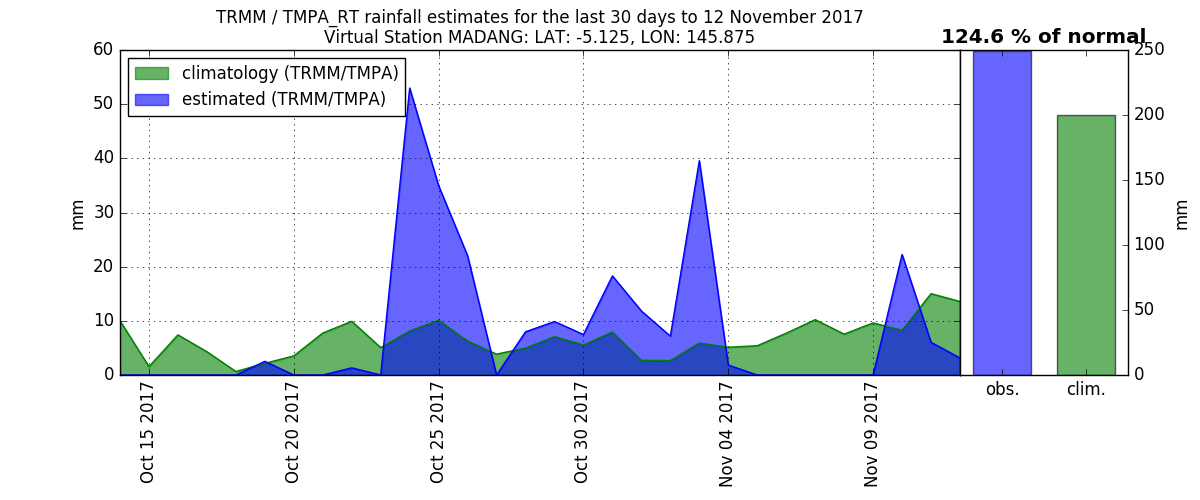 TRMM / TMPA_RT rainfall estimates for the last 30 days to 12 November 2017
Virtual Station MADANG: LAT: -5.125, LON: 145.875
124.6 % of normal
climatology (TRMM/TMPA)
estimated (TRMM/TMPA)
60
50
40
30
20
10
0
mm
250
200
150
100
50
0
mm
Oct 15 2017
Oct 20 2017
Oct 25 2017
Oct 30 2017
Nov 04 2017
Nov 09 2017
obs.
clim.